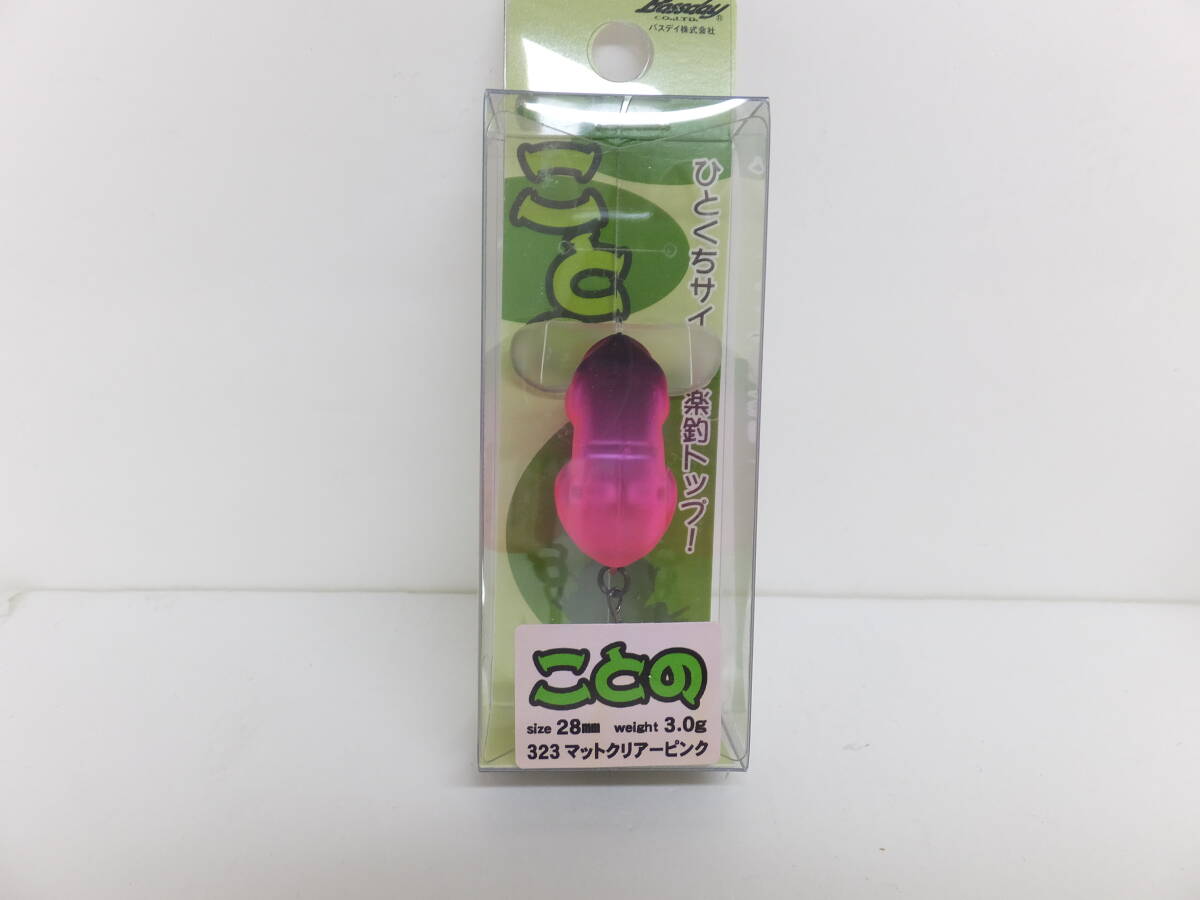 Bassday
CO.,LTD.
バスデイ株式会社
こと
ひとくちサイ
楽釣トップ!
ことの
size 28mm weight 3.0g
323 マットクリアーピンク